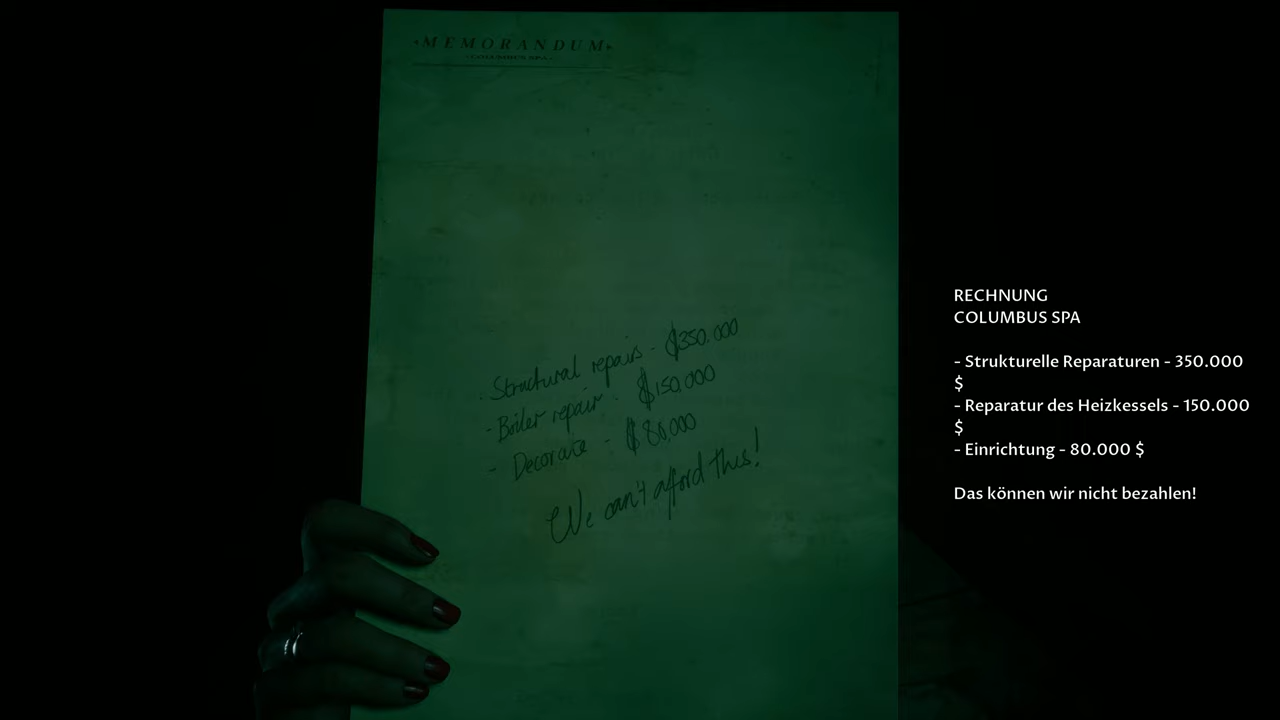 MEMORANDUM
COLUMBUS SPA
- Structural repairs - $350.000
- Boiler repair - $150.000
- Decorate - $80.000
We can't afford this!
RECHNUNG
COLUMBUS SPA
- Strukturelle Reparaturen - 350.000
$
- Reparatur des Heizkessels - 150.000
$
- Einrichtung - 80.000 $
Das können wir nicht bezahlen!